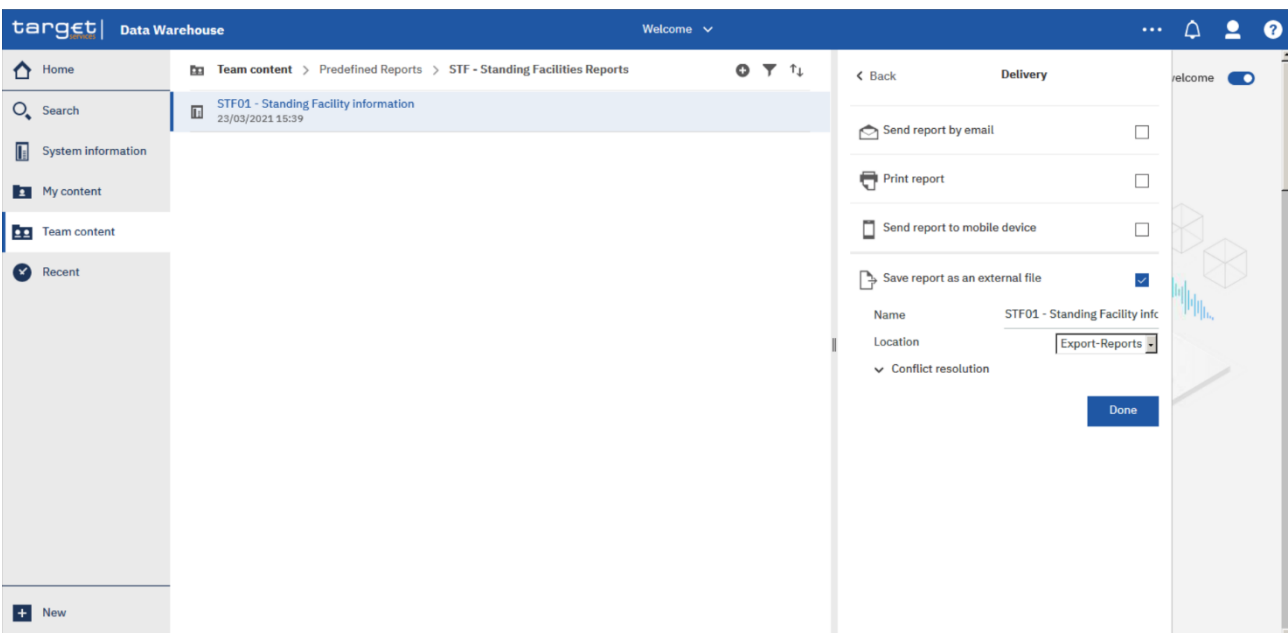 target| Data Warehouse
services
Welcome
Home
Search
System information
My content
Team content
Recent
New
Team content > Predefined Reports > STF - Standing Facilities Reports
STF01 - Standing Facility information
23/03/2021 15:39
Back
Delivery
Send report by email
Print report
Send report to mobile device
Save report as an external file
Name STF01 - Standing Facility info
Location Export-Reports
Conflict resolution
Done
elcome